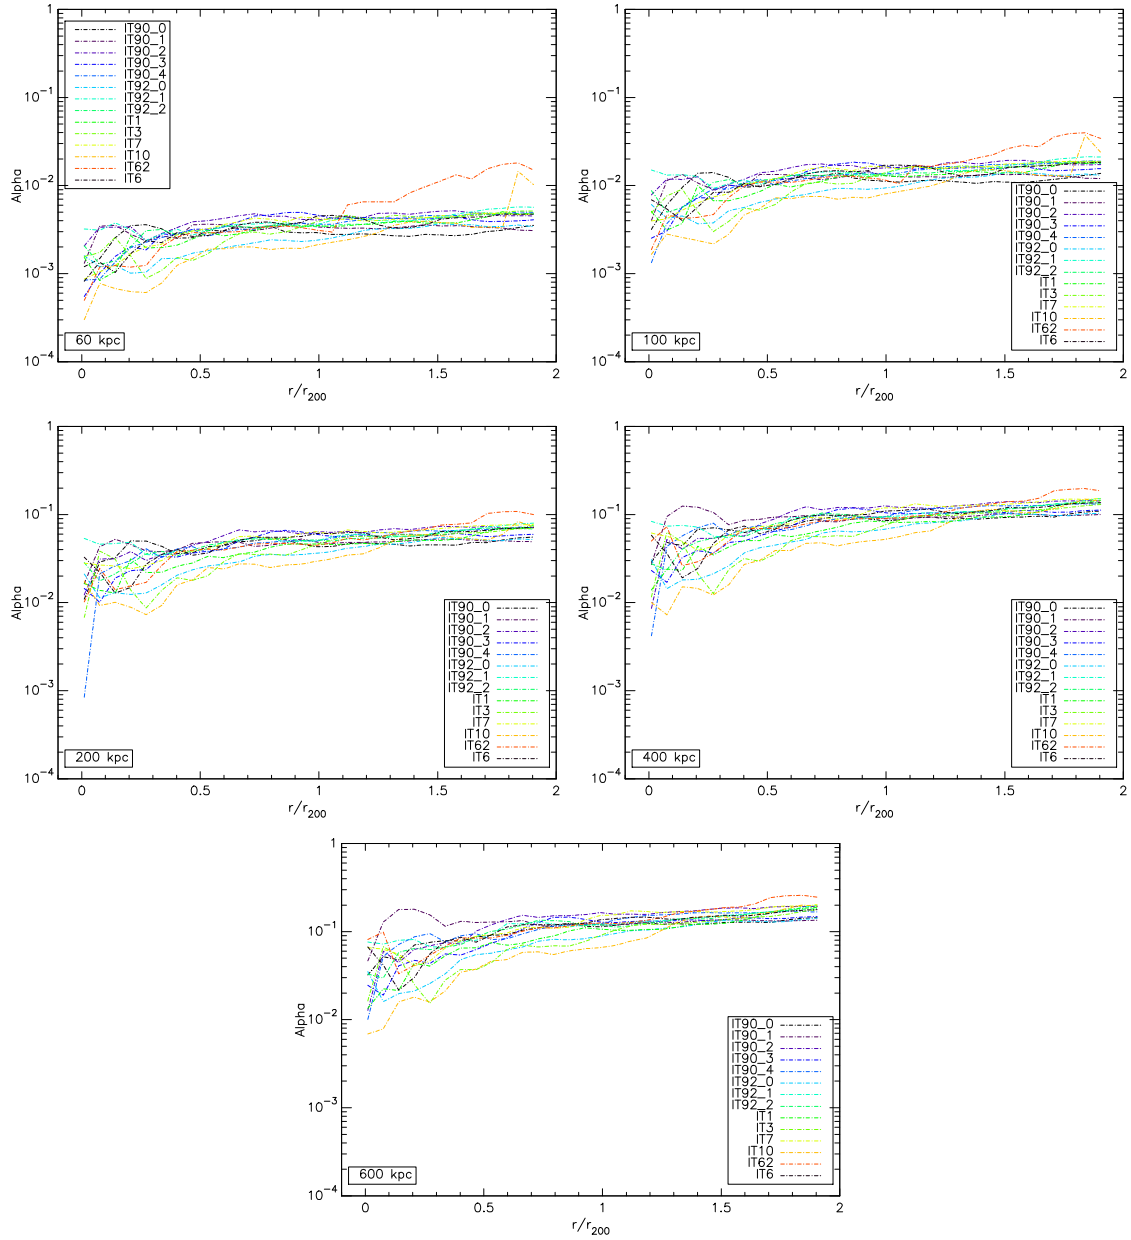 1
10−1
10−2
10−3
10−4
Alpha
IT90_0
IT90_1
IT90_2
IT90_3
IT90_4
IT92_0
IT92_1
IT92_2
IT1
IT3
IT7
IT10
IT62
IT6
60 kpc
0 0.5 1 1.5 2
r/r200
1
10−1
10−2
10−3
10−4
Alpha
IT90_0
IT90_1
IT90_2
IT90_3
IT90_4
IT92_0
IT92_1
IT92_2
IT1
IT3
IT7
IT10
IT62
IT6
100 kpc
0 0.5 1 1.5 2
r/r200
1
10−1
10−2
10−3
10−4
Alpha
IT90_0
IT90_1
IT90_2
IT90_3
IT90_4
IT92_0
IT92_1
IT92_2
IT1
IT3
IT7
IT10
IT62
IT6
200 kpc
0 0.5 1 1.5 2
r/r200
1
10−1
10−2
10−3
10−4
Alpha
IT90_0
IT90_1
IT90_2
IT90_3
IT90_4
IT92_0
IT92_1
IT92_2
IT1
IT3
IT7
IT10
IT62
IT6
400 kpc
0 0.5 1 1.5 2
r/r200
1
10−1
10−2
10−3
10−4
Alpha
IT90_0
IT90_1
IT90_2
IT90_3
IT90_4
IT92_0
IT92_1
IT92_2
IT1
IT3
IT7
IT10
IT62
IT6
600 kpc
0 0.5 1 1.5 2
r/r200